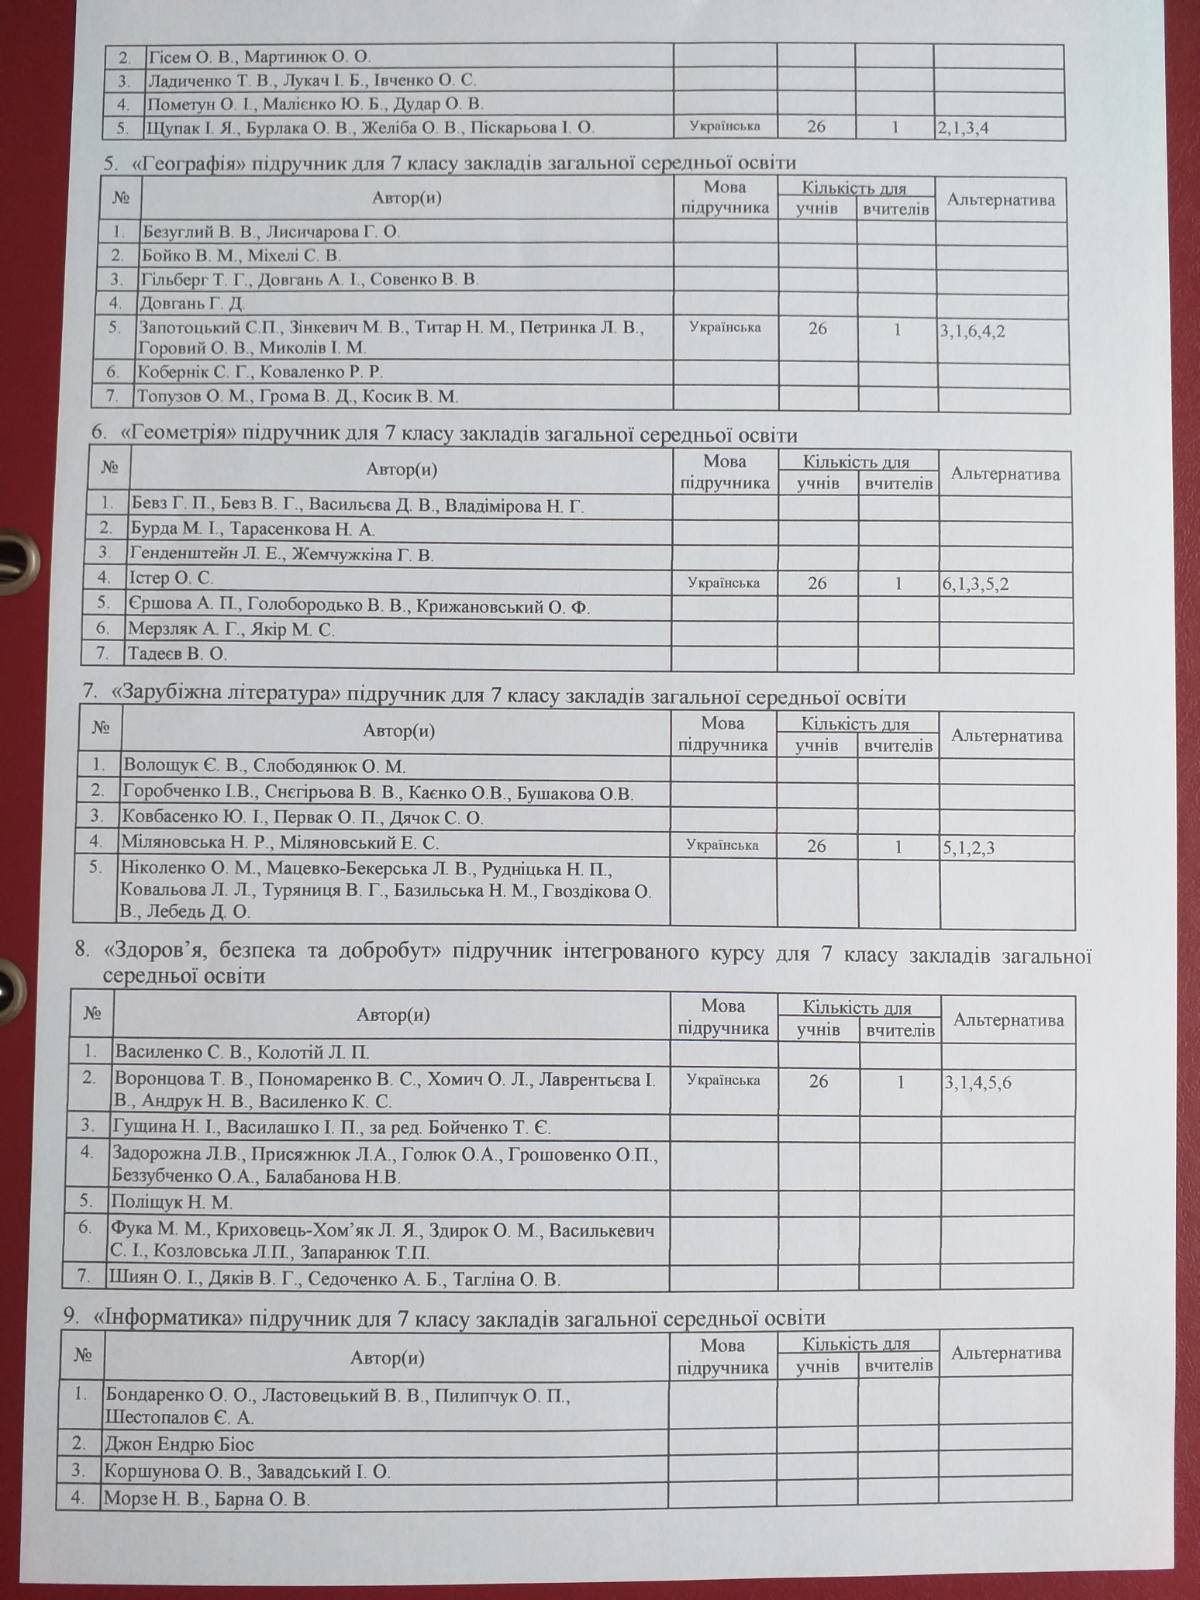 2. Гісем О. В., Мартинюк О. О.
3. Ладиченко Т. В., Лукач І. Б., Івченко О. С.
4. Пометун О. І., Малієнко Ю. Б., Дудар О. В.
5. Щупак І. Я., Бурлака О. В., Желіба О. В., Піскарьова І. О. Українська 26 1 2,1,3,4
5. «Географія» підручник для 7 класу закладів загальної середньої освіти
№ Автор(и) Мова підручника Кількість для учнів вчителів Альтернатива
1. Безуглий В. В., Лисичарова Г. О.
2. Бойко В. М., Міхелі С. В.
3. Гільберг Т. Г., Довгань А. І., Совенко В. В.
4. Довгань Г. Д.
5. Запотоцький С.П., Зінкевич М. В., Титар Н. М., Петринка Л. В., Українська 26 1 3,1,6,4,2
Горовий О. В., Миколів І. М.
6. Кобернік С. Г., Коваленко Р. Р.
7. Топузов О. М., Грома В. Д., Косик В. М.
6. «Геометрія» підручник для 7 класу закладів загальної середньої освіти
№ Автор(и) Мова підручника Кількість для учнів вчителів Альтернатива
1. Бевз Г. П., Бевз В. Г., Васильєва Д. В., Владімірова Н. Г.
2. Бурда М. І., Тарасенкова Н. А.
3. Генденштейн Л. Е., Жемчужкіна Г. В.
4. Істер О. С. Українська 26 1 6,1,3,5,2
5. Єршова А. П., Голобородько В. В., Крижановський О. Ф.
6. Мерзляк А. Г., Якір М. С.
7. Тадеєв В. О.
7. «Зарубіжна література» підручник для 7 класу закладів загальної середньої освіти
№ Автор(и) Мова підручника Кількість для учнів вчителів Альтернатива
1. Волощук Є. В., Слободянюк О. М.
2. Горобченко І.В., Снєгірьова В. В., Каєнко О.В., Бушакова О.В.
3. Ковбасенко Ю. І., Первак О. П., Дячок С. О.
4. Міляновська Н. Р., Міляновський Е. С. Українська 26 1 5,1,2,3
5. Ніколенко О. М., Мацевко-Бекерська Л. В., Рудніцька Н. П.,
Ковальова Л. Л., Туряниця В. Г., Базильська Н. М., Гвоздікова О.
В., Лебедь Д. О.
8. «Здоров’я, безпека та добробут» підручник інтегрованого курсу для 7 класу закладів загальної
середньої освіти
№ Автор(и) Мова підручника Кількість для учнів вчителів Альтернатива
1. Василенко С. В., Колотій Л. П.
2. Воронцова Т. В., Пономаренко В. С., Хомич О. Л., Лаврентьєва І. Українська 26 1 3,1,4,5,6
В., Андрук Н. В., Василенко К. С.
3. Гущина Н. І., Василашко І. П., за ред. Бойченко Т. Є.
4. Задорожна Л.В., Присяжнюк Л.А., Голюк О.А., Грошовенко О.П.,
Беззубченко О.А., Балабанова Н.В.
5. Поліщук Н. М.
6. Фука М. М., Криховець-Хом’як Л. Я., Здирок О. М., Василькевич
С. І., Козловська Л.П., Запаранюк Т.П.
7. Шиян О. І., Дяків В. Г., Седоченко А. Б., Тагліна О. В.
9. «Інформатика» підручник для 7 класу закладів загальної середньої освіти
№ Автор(и) Мова підручника Кількість для учнів вчителів Альтернатива
1. Бондаренко О. О., Ластовецький В. В., Пилипчук О. П.,
Шестопалов Є. А.
2. Джон Ендрю Біос
3. Коршунова О. В., Завадський І. О.
4. Морзе Н. В., Барна О. В.